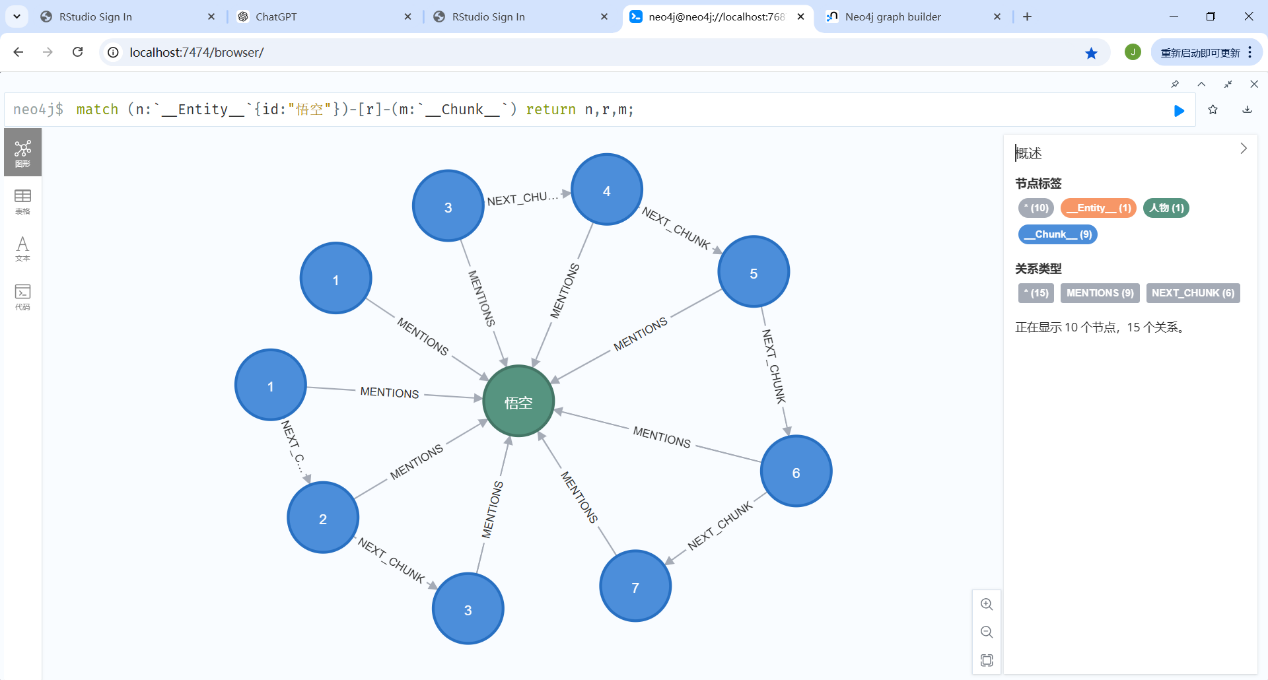 RStudio Sign In
ChatGPT
RStudio Sign In
neo4j@neo4j://localhost:768
Neo4j graph builder
localhost:7474/browser/
J
重新启动即可更新
neo4j$ match (n:`__Entity__`{id:"悟空"})-[r]-(m:`__Chunk__`) return n,r,m;
图形
表格
文本
代码
3
NEXT_CHU…
4
NEXT_CHUNK
5
1
MENTIONS
MENTIONS
MENTIONS
MENTIONS
NEXT_CHUNK
1
MENTIONS
悟空
NEXT_C…
MENTIONS
MENTIONS
6
2
MENTIONS
MENTIONS
NEXT_CHUNK
NEXT_CHUNK
3
7
概述
节点标签
* (10)
__Entity__ (1)
人物 (1)
__Chunk__ (9)
关系类型
* (15)
MENTIONS (9)
NEXT_CHUNK (6)
正在显示 10 个节点，15 个关系。